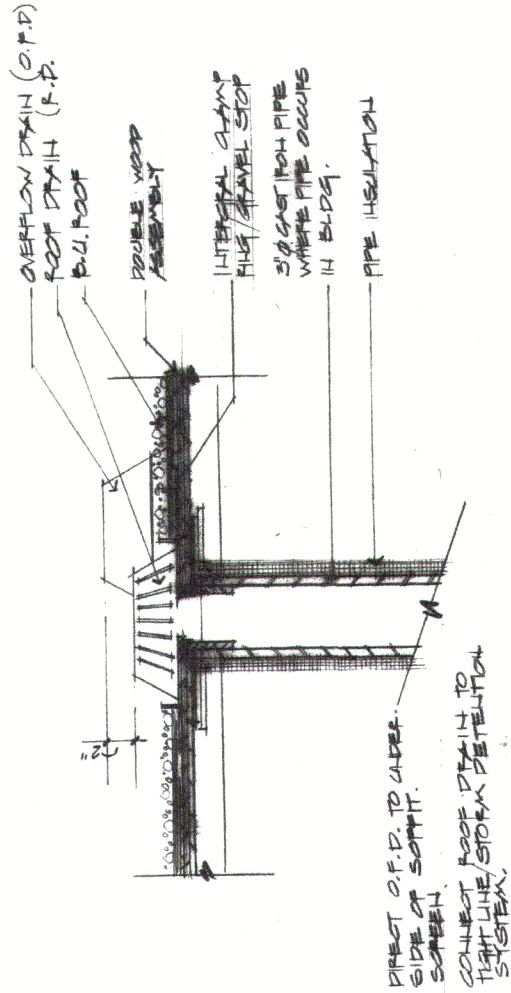 OVERFLOW DRAIN (O.F.D)
ROOF DRAIN (R.D.
B.U. ROOF
DOUBLE WOOD
ASSEMBLY
INTERGRAL CLAMP
RING/GRAVEL STOP
3"Ø CAST IRON PIPE
WHERE PIPE OCCURS
IN BLDG.
PIPE INSULATION
2"
DIRECT O.F.D. TO UNDER-
SIDE OF SOFFIT.
SCREEN.
CONNECT ROOF DRAIN TO
TIGHT LINE/STORM DETENTION
SYSTEM.